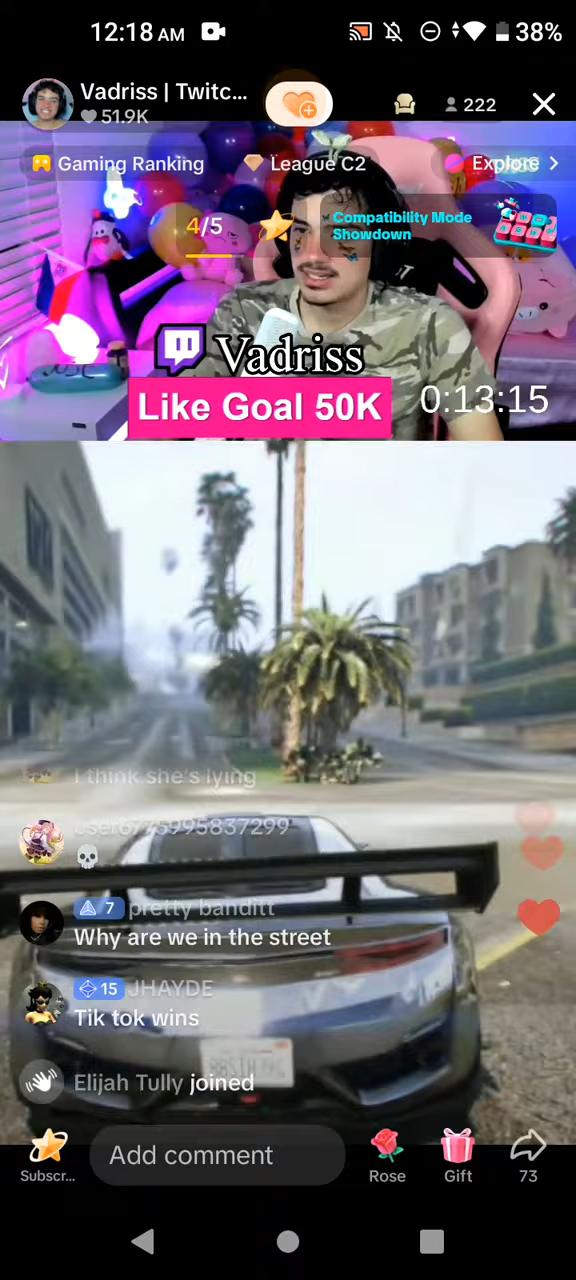 12:18 AM
38%
Vadriss | Twitc...
51.9K
222
Gaming Ranking
League C2
Explore >
4/5
Compatibility Mode
Showdown
Vadriss
Like Goal 50K
0:13:15
I think she's lying
user6775995837299
7 pretty banditt
Why are we in the street
15 JHAYDE
Tik tok wins
Elijah Tully joined
Subscr...
Add comment
Rose
Gift
73